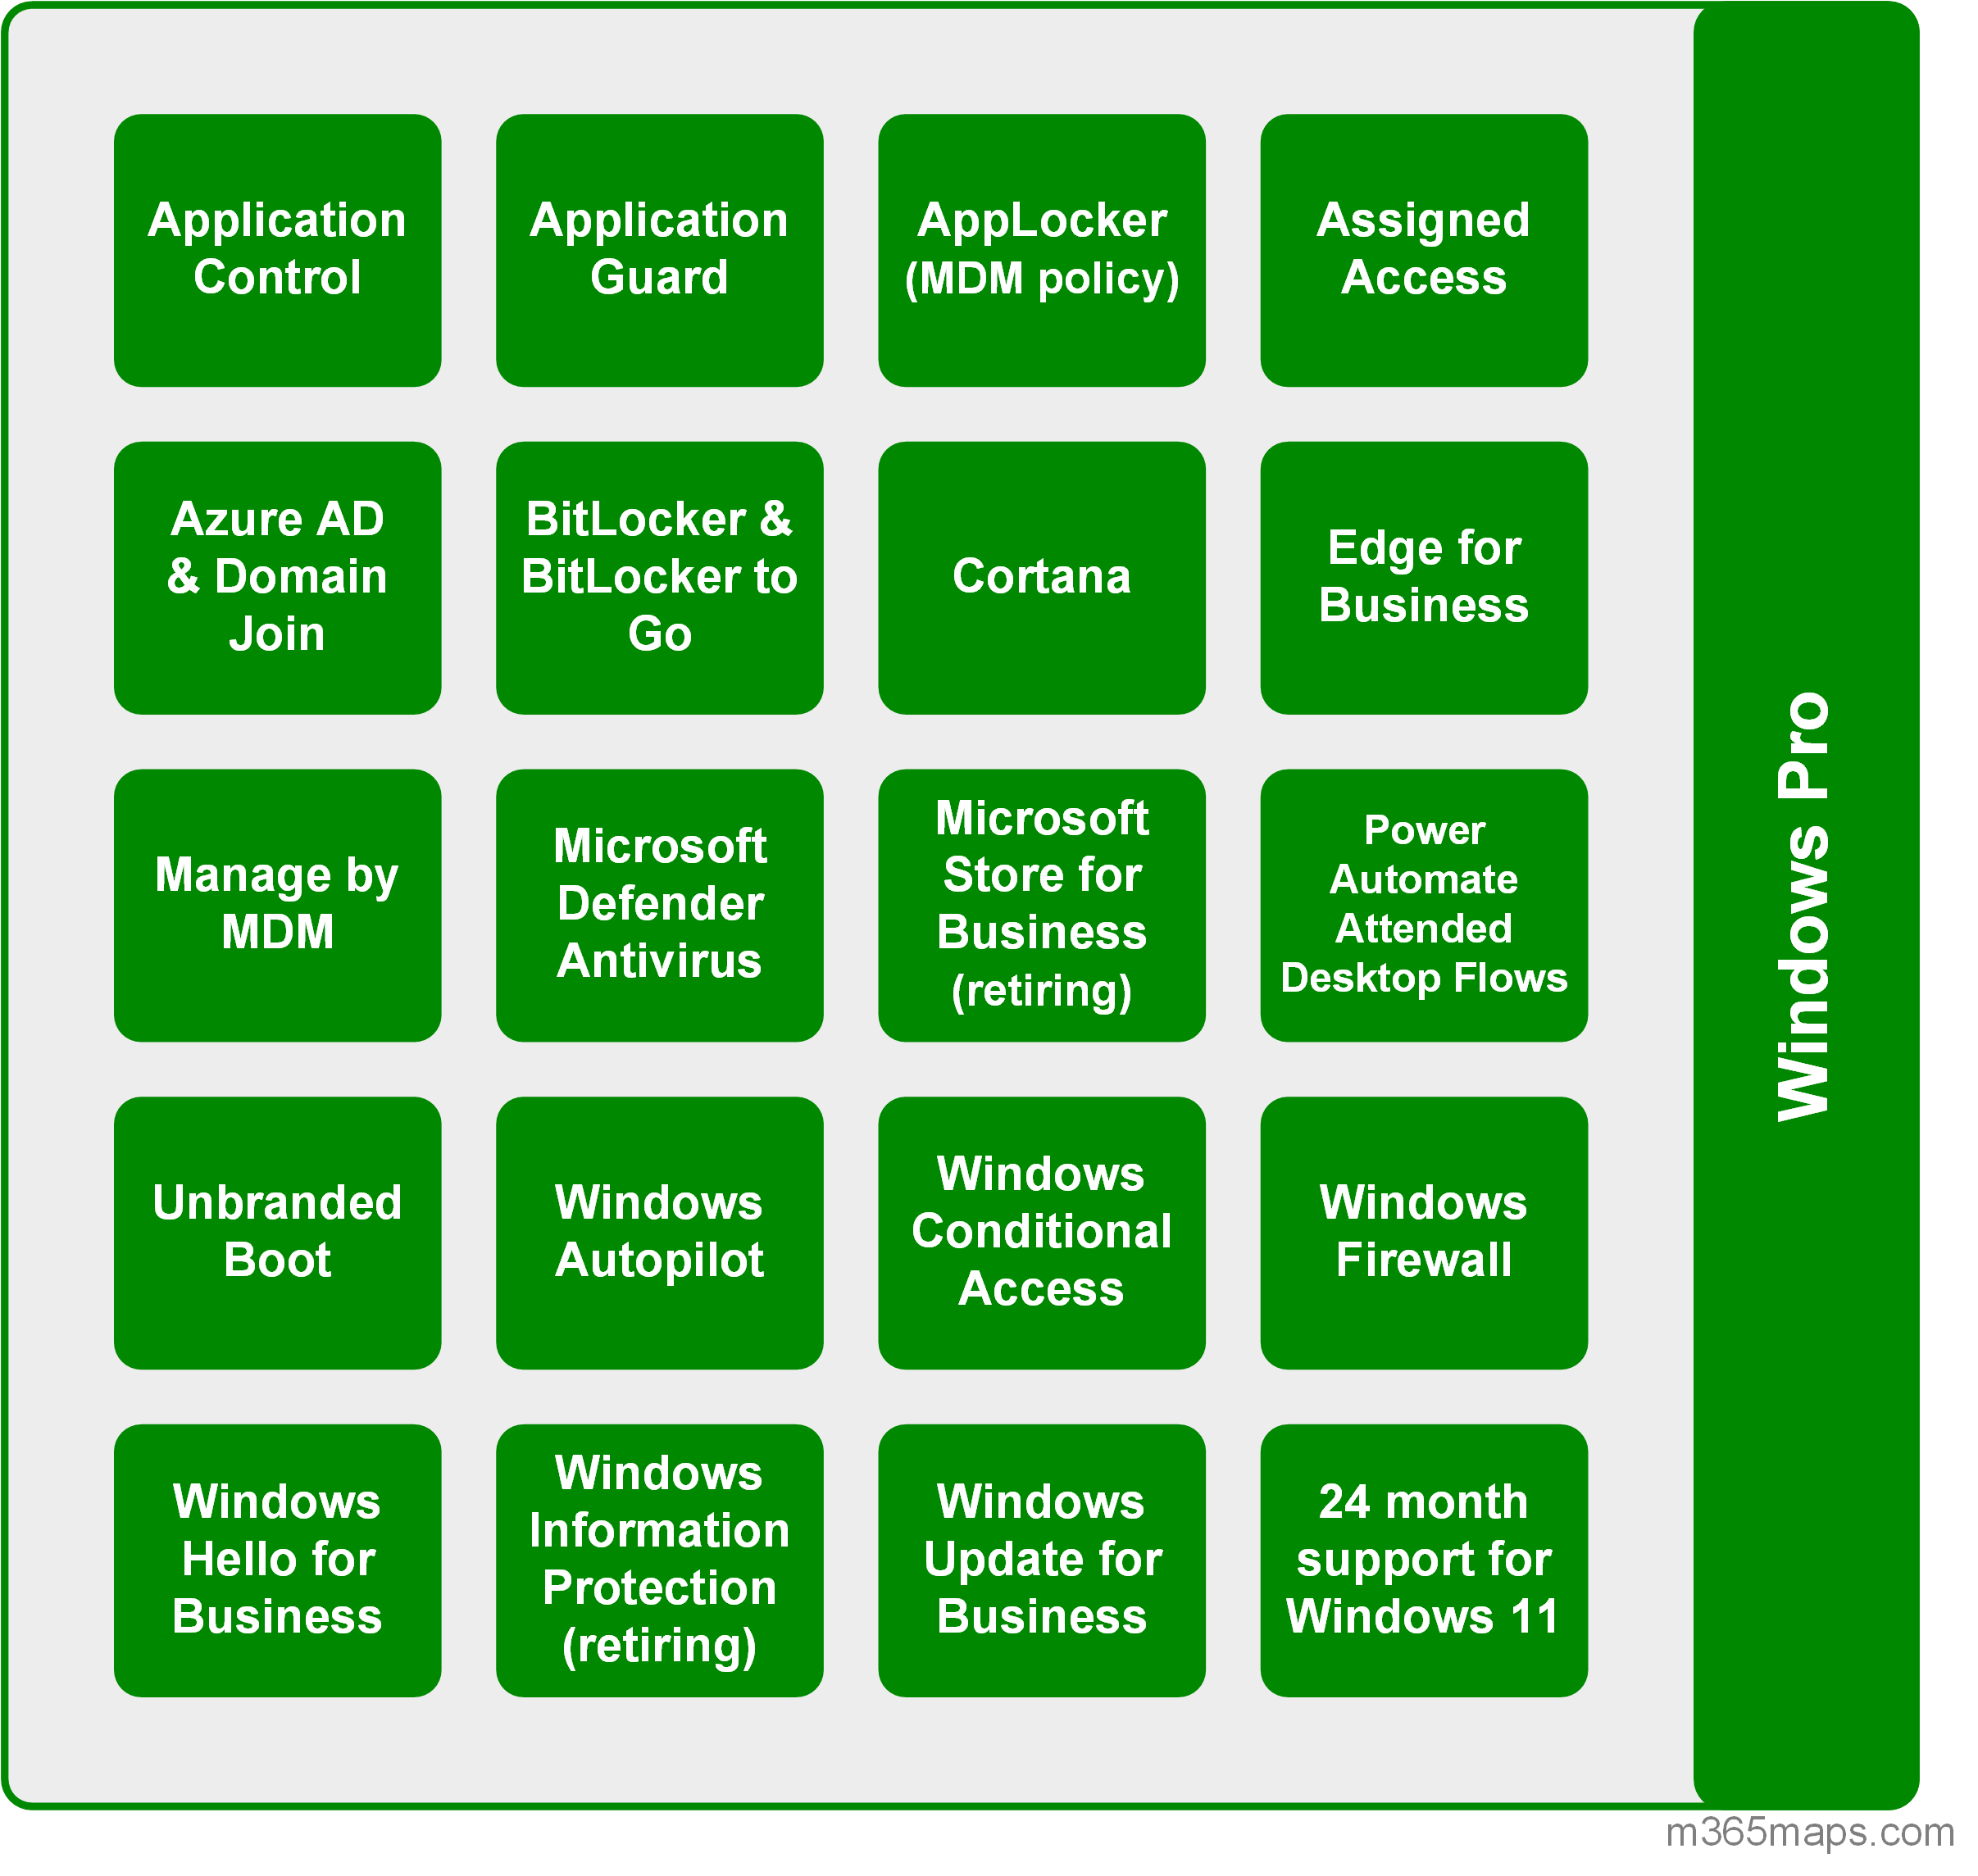 Application
Control
Application
Guard
AppLocker
(MDM policy)
Assigned
Access
Azure AD
& Domain
Join
BitLocker &
BitLocker to
Go
Cortana
Edge for
Business
Manage by
MDM
Microsoft
Defender
Antivirus
Microsoft
Store for
Business
(retiring)
Power
Automate
Attended
Desktop Flows
Unbranded
Boot
Windows
Autopilot
Windows
Conditional
Access
Windows
Firewall
Windows
Hello for
Business
Windows
Information
Protection
(retiring)
Windows
Update for
Business
24 month
support for
Windows 11
Windows Pro
m365maps.com